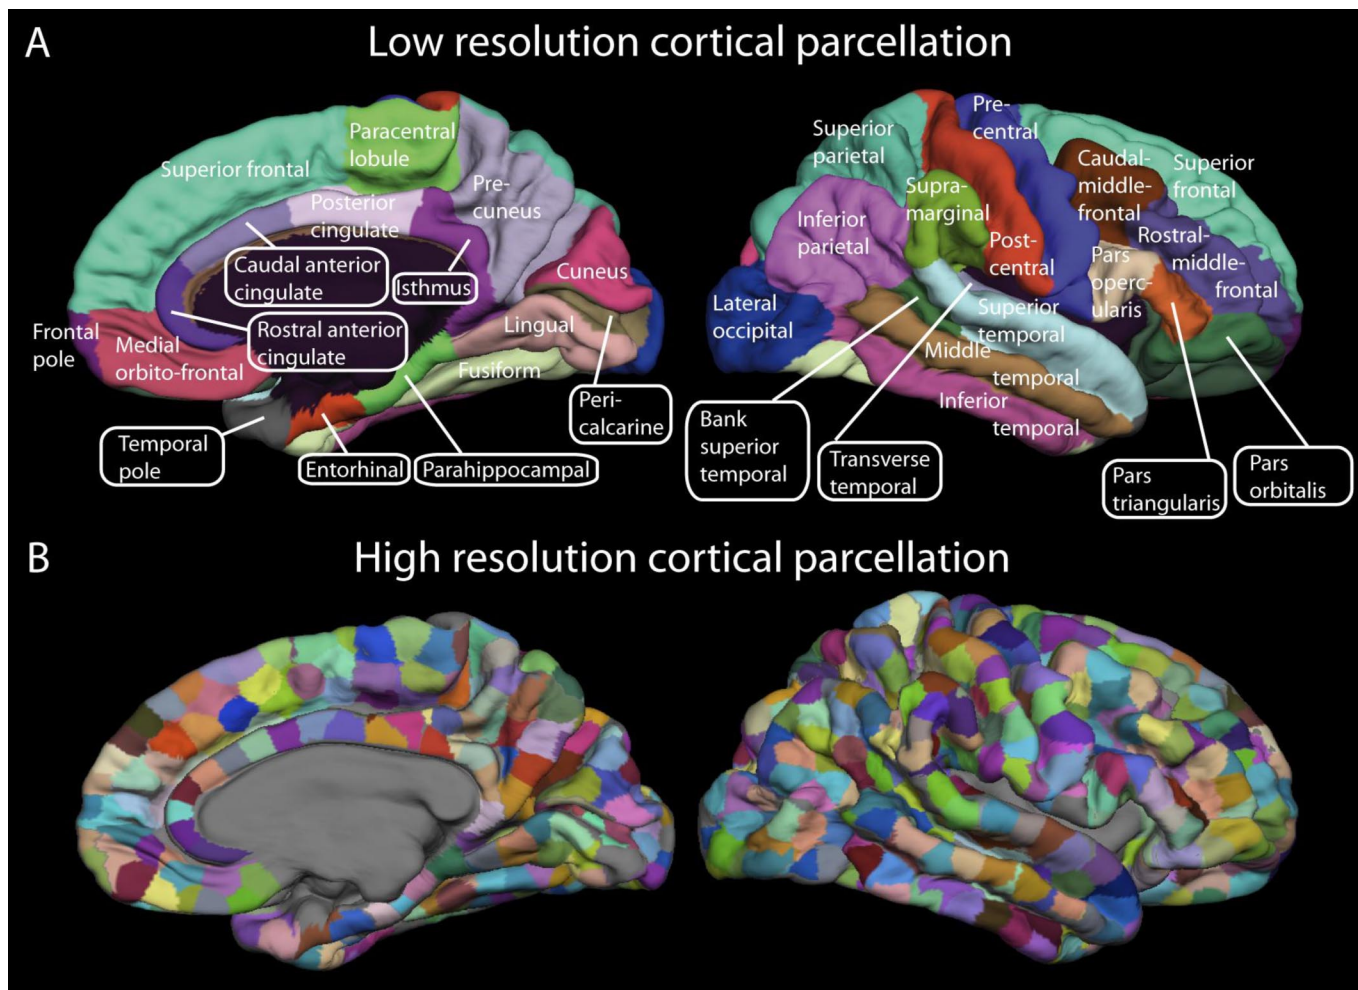 A
Low resolution cortical parcellation
Paracentral
lobule
Superior frontal
Pre-
cuneus
Posterior
cingulate
Caudal anterior
cingulate
Isthmus
Cuneus
Rostral anterior
cingulate
Lingual
Frontal
pole
Medial
orbito-frontal
Fusiform
Peri-
calcarine
Temporal
pole
Entorhinal
Parahippocampal
Pre-
central
Superior
parietal
Caudal-
middle-
frontal
Superior
frontal
Supra-
marginal
Inferior
parietal
Post-
central
Rostral-
middle-
frontal
Pars
operc-
ularis
Lateral
occipital
Superior
temporal
Middle
temporal
Inferior
temporal
Bank
superior
temporal
Transverse
temporal
Pars
triangularis
Pars
orbitalis
B
High resolution cortical parcellation